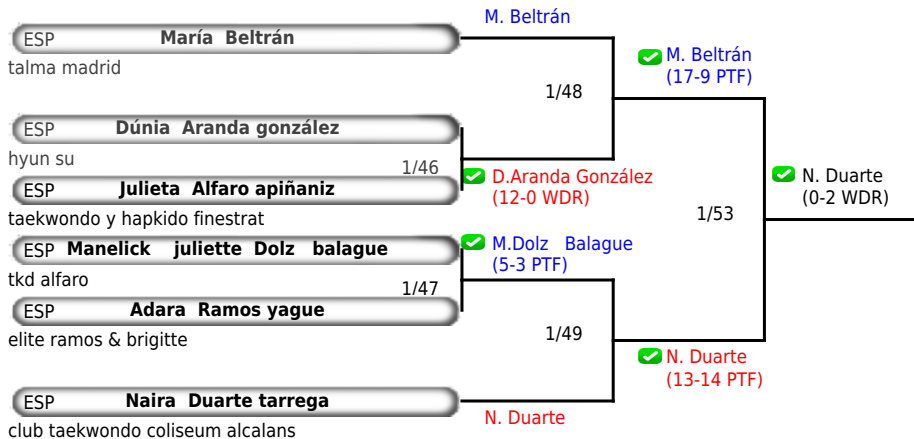 M. Beltrán
ESP María Beltrán
talma madrid
M. Beltrán
(17-9 PTF)
1/48
ESP Dúnia Aranda gonzález
hyun su
1/46
D.Aranda González
(12-0 WDR)
ESP Julieta Alfaro apiñaniz
taekwondo y hapkido finestrat
N. Duarte
(0-2 WDR)
1/53
ESP Manelick juliette Dolz balague
tkd alfaro
M.Dolz Balague
(5-3 PTF)
1/47
ESP Adara Ramos yague
elite ramos & brigitte
1/49
N. Duarte
(13-14 PTF)
ESP Naira Duarte tarrega
club taekwondo coliseum alcalans
N. Duarte